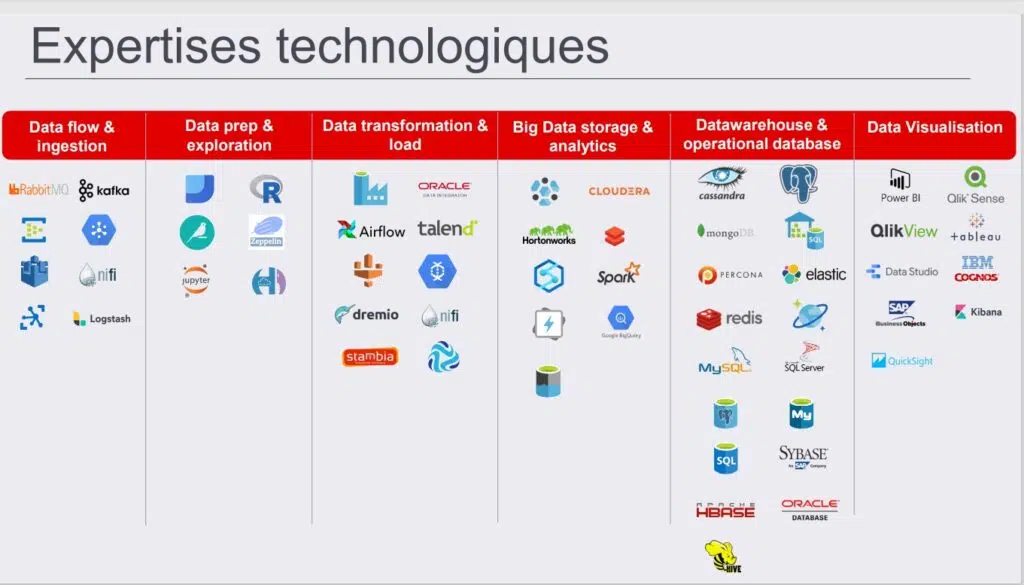 Expertises technologiques
Data flow &
ingestion
Data prep &
exploration
Data transformation &
load
Big Data storage &
analytics
Datawarehouse &
operational database
Data Visualisation
RabbitMQ
kafka
nifi
Logstash
R
Zeppelin
jupyter
ORACLE
DATA INTEGRATION
Airflow
talend
dremio
nifi
stambia
CLOUDERA
Hortonworks
Spark
Google BigQuery
cassandra
mongoDB
SQL
PERCONA
elastic
redis
MySQL
SQL Server
My
SQL
SYBASE
An SAP Company
APACHE
HBASE
ORACLE
DATABASE
HIVE
Power BI
Qlik Sense
QlikView
+ableau
Data Studio
IBM
COGNOS
SAP
Business Objects
Kibana
QuickSight